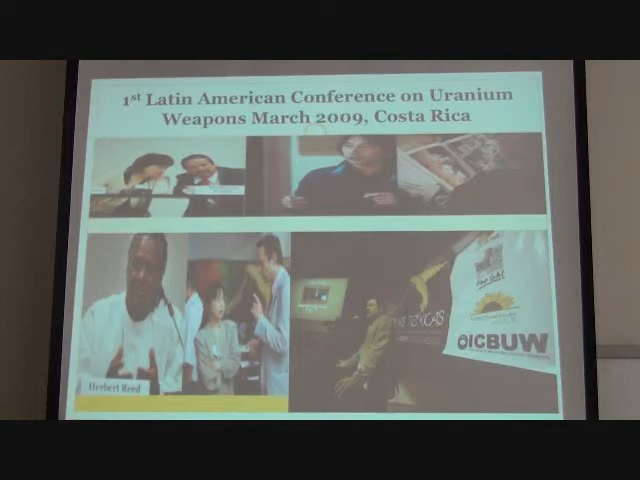 1st Latin American Conference on Uranium
Weapons March 2009, Costa Rica
Herbert Reed
ICBUW